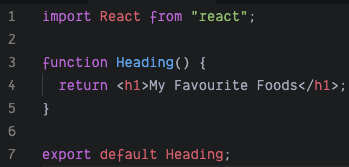 1 import React from "react";
2
3 function Heading() {
4   return <h1>My Favourite Foods</h1>;
5 }
6
7 export default Heading;